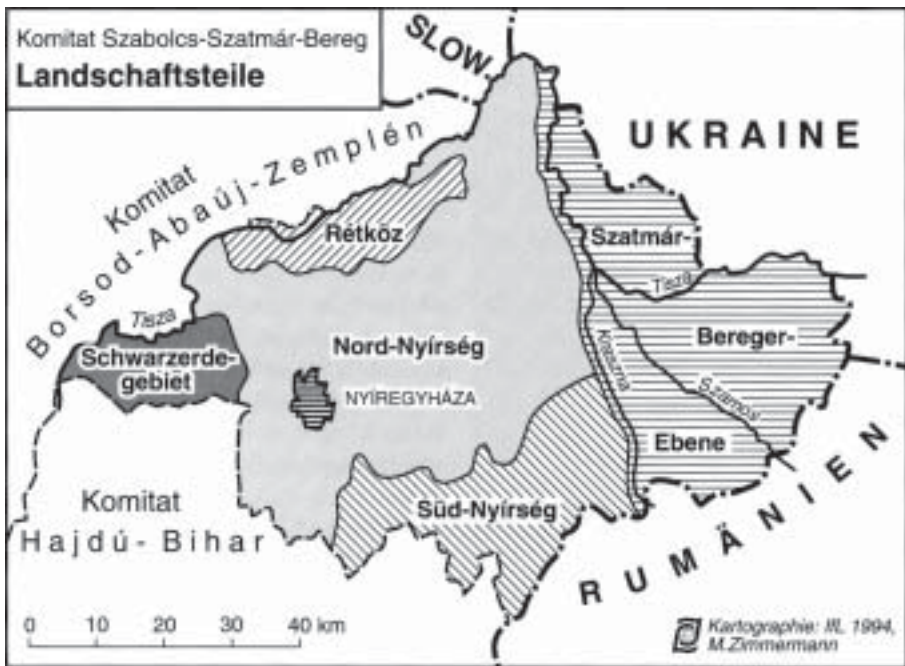 Komitat Szabolcs-Szatmár-Bereg
Landschaftsteile
SLOW.
UKRAINE
Komitat
Borsod-Abaúj-Zemplén
Rétköz
Szatmár-
Tisza
Tisza
Schwarzerde-
gebiet
Nord-Nyírség
Bereger-
Kraszna
NYÍREGYHÁZA
Szamos
Ebene
Komitat
Hajdú-Bihar
Süd-Nyírség
RUMÄNIEN
0 10 20 30 40 km
Kartographie: IfL 1994,
M.Zimmermann